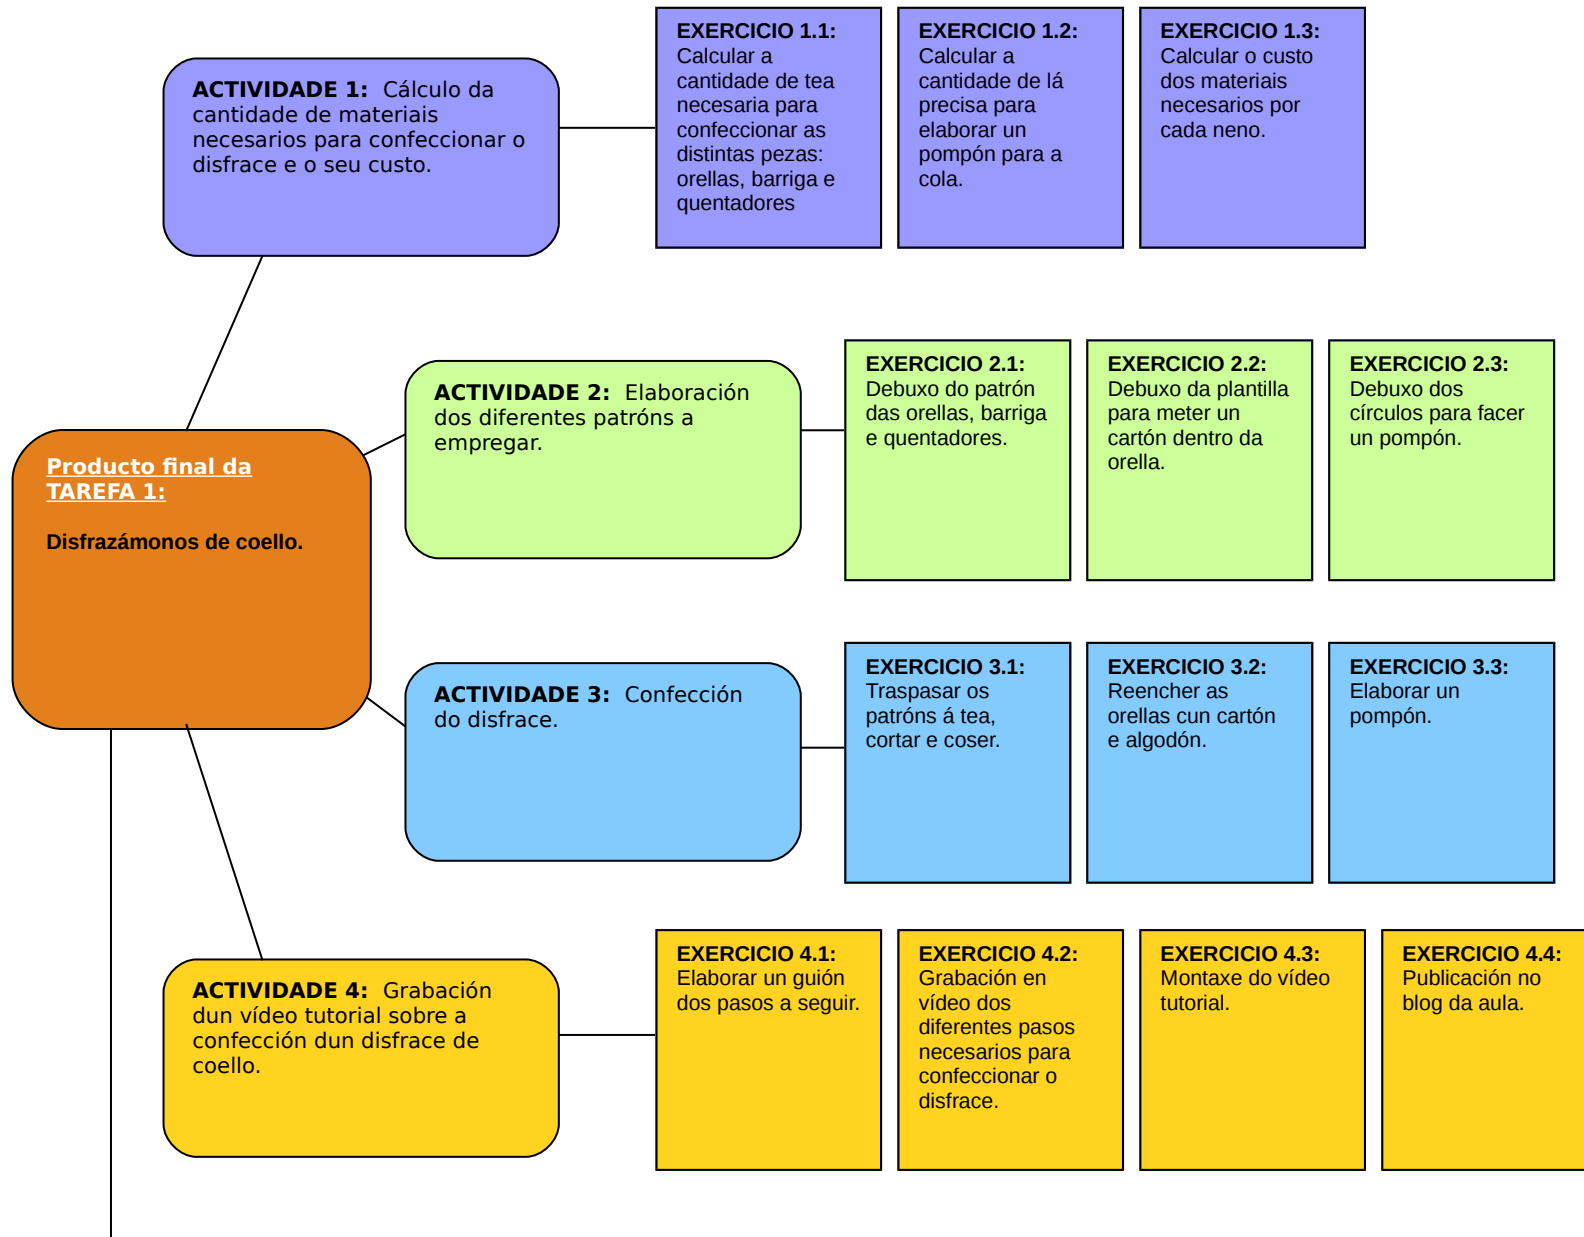 EXERCICIO 1.1:
Calcular a
cantidade de tea
necesaria para
confeccionar as
distintas pezas:
orellas, barriga e
quentadores
EXERCICIO 1.2:
Calcular a
cantidade de lá
precisa para
elaborar un
pompón para a
cola.
EXERCICIO 1.3:
Calcular o custo
dos materiais
necesarios por
cada neno.
ACTIVIDADE 1:  Cálculo da
cantidade de materiais
necesarios para confeccionar o
disfrace e o seu custo.
ACTIVIDADE 2:  Elaboración
dos diferentes patróns a
empregar.
EXERCICIO 2.1:
Debuxo do patrón
das orellas, barriga
e quentadores.
EXERCICIO 2.2:
Debuxo da plantilla
para meter un
cartón dentro da
orella.
EXERCICIO 2.3:
Debuxo dos
círculos para facer
un pompón.
Producto final da
TAREFA 1:
Disfrazámonos de coello.
ACTIVIDADE 3:  Confección
do disfrace.
EXERCICIO 3.1:
Traspasar os
patróns á tea,
cortar e coser.
EXERCICIO 3.2:
Reencher as
orellas cun cartón
e algodón.
EXERCICIO 3.3:
Elaborar un
pompón.
ACTIVIDADE 4:  Grabación
dun vídeo tutorial sobre a
confección dun disfrace de
coello.
EXERCICIO 4.1:
Elaborar un guión
dos pasos a seguir.
EXERCICIO 4.2:
Grabación en
vídeo dos
diferentes pasos
necesarios para
confeccionar o
disfrace.
EXERCICIO 4.3:
Montaxe do vídeo
tutorial.
EXERCICIO 4.4:
Publicación no
blog da aula.